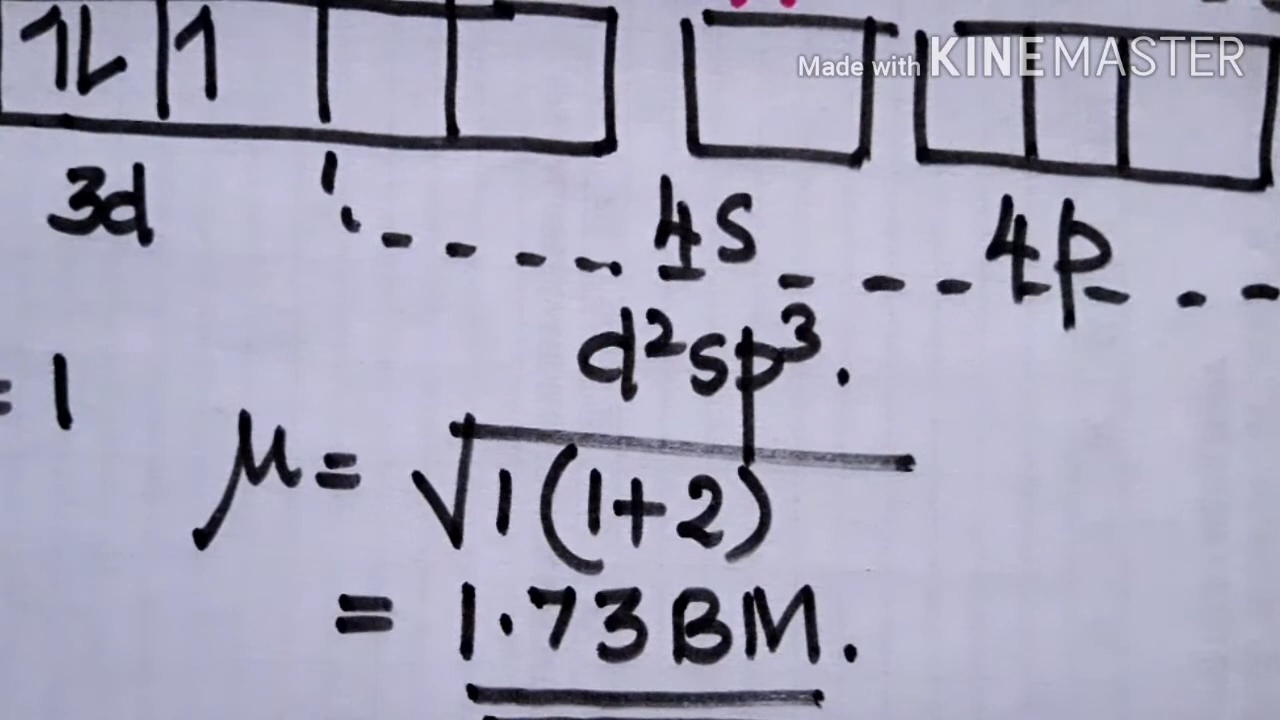 Made with KINEMASTER
1L 1
3d 4s 4p
d²sp³.
= 1
μ = √1(1+2)
= 1.73 BM.